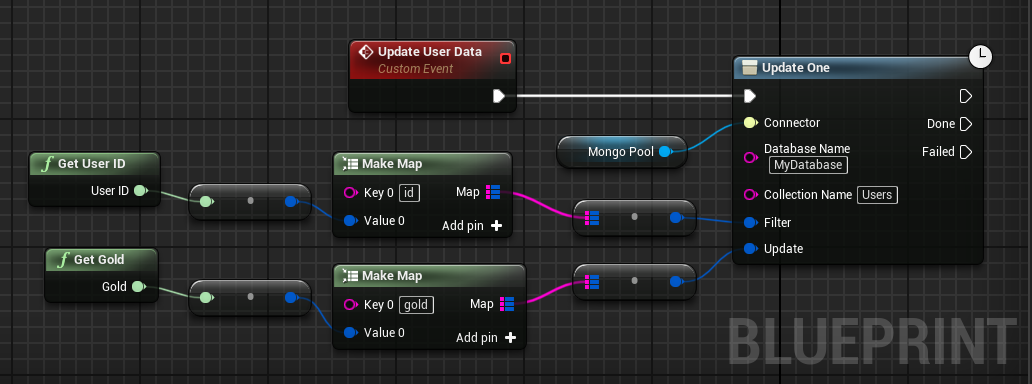 Update User Data
Custom Event
Update One
Connector
Done
Database Name
MyDatabase
Failed
Collection Name Users
Filter
Update
Mongo Pool
f Get User ID
User ID
Make Map
Key 0 id
Map
Value 0
Add pin +
f Get Gold
Gold
Make Map
Key 0 gold
Map
Value 0
Add pin +
BLUEPRINT